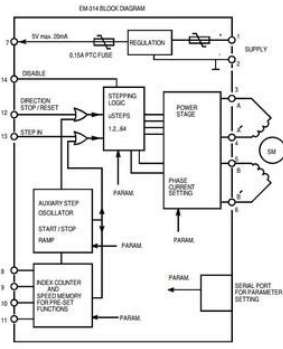 EM-314 BLOCK DIAGRAM
7
5V max. 20mA
0,15A PTC FUSE
REGULATION
+
-
1
2
SUPPLY
14
DISABLE
12
DIRECTION
STOP / RESET
13
STEP IN
STEPPING
LOGIC
uSTEPS
1.2...64
POWER
STAGE
PHASE
CURRENT
SETTING
3
A
A'
4
5
B
B'
6
SM
PARAM.
PARAM.
AUXIARY STEP
OSCILLATOR
START / STOP
RAMP
PARAM.
8
9
10
11
INDEX COUNTER
AND
SPEED MEMORY
FOR PRE-SET
FUNCTIONS
PARAM.
PARAM.
SERIAL PORT
FOR PARAMETER
SETTING